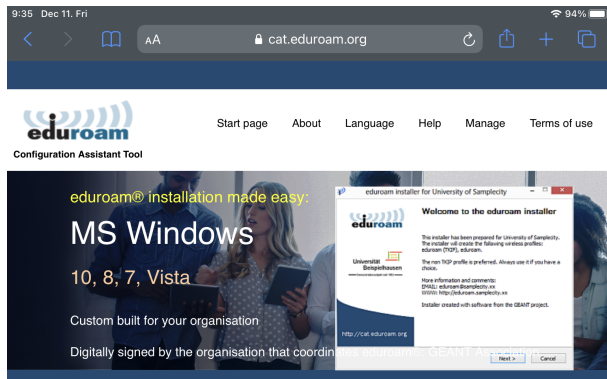 9:35 Dec 11. Fri
94%
AA
cat.eduroam.org
eduroam
Configuration Assistant Tool
Start page About Language Help Manage Terms of use
eduroam® installation made easy:
MS Windows
10, 8, 7, Vista
Custom built for your organisation
Digitally signed by the organisation that coordinates eduroam®: GEANT Association
eduroam installer for University of Samplecity
eduroam
Universität
Beispielhausen
http://cat.eduroam.org
Welcome to the eduroam installer
This installer has been prepared for University of Samplecity.
The installer will create the following wireless profiles:
eduroam (TKIP), eduroam.
The non TKIP profile is preferred. Always use it if you have a
choice.
More information and comments:
EMAIL: eduroam@samplecity.xx
WWW: http://eduroam.samplecity.xx
Installer created with software from the GEANT project.
Next > Cancel